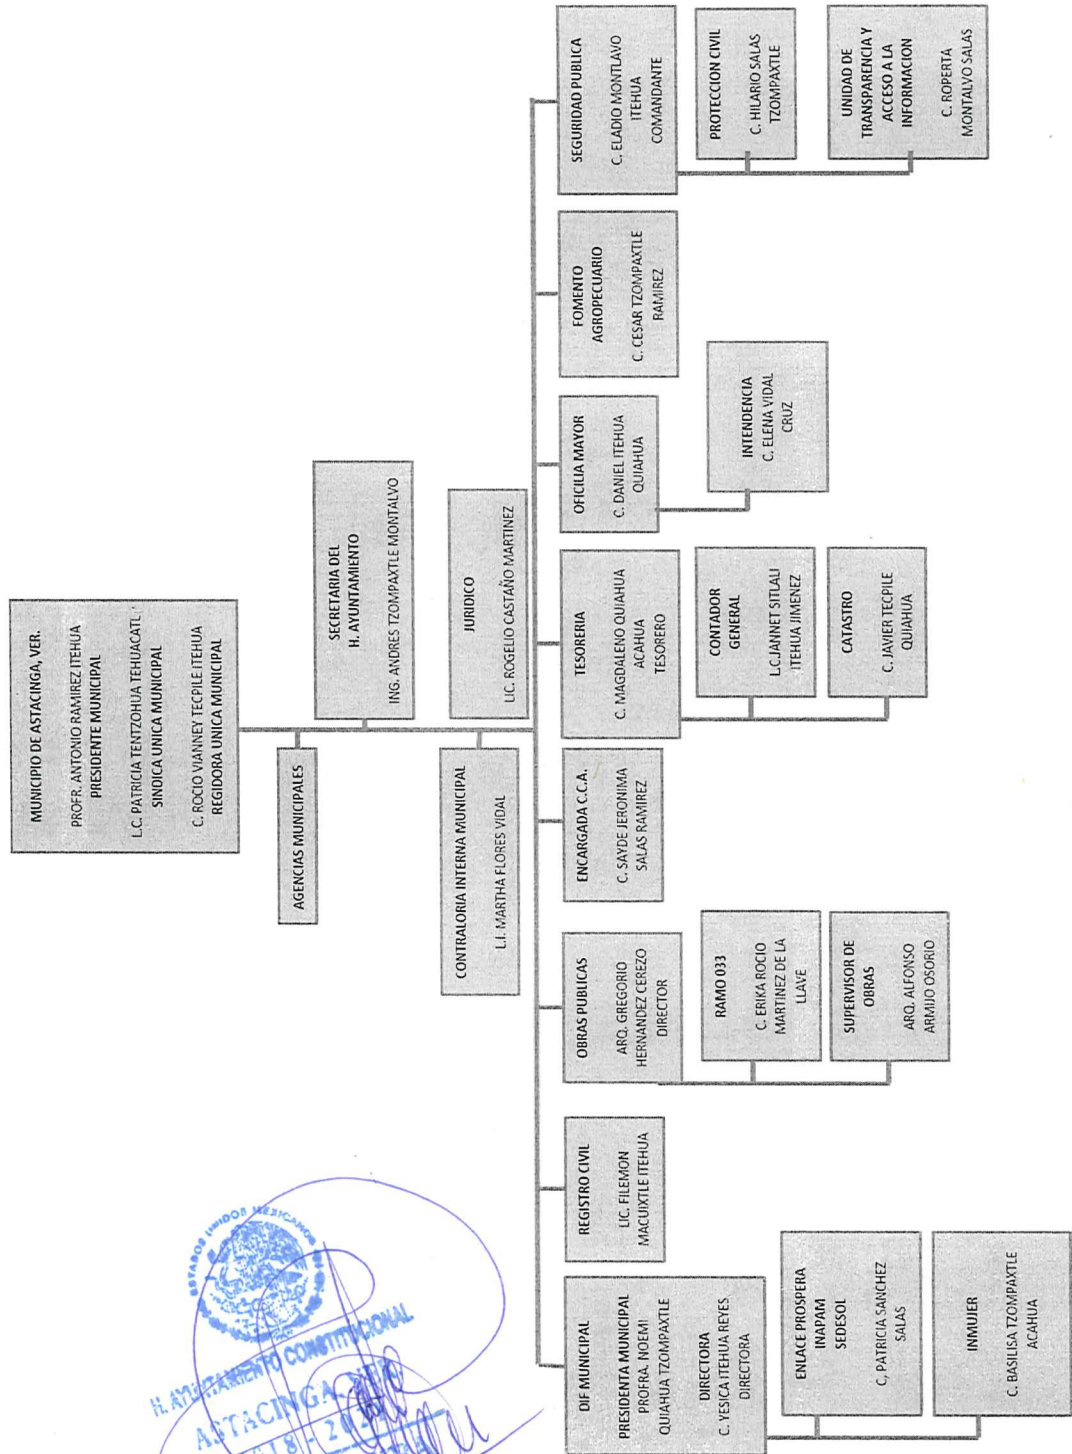 MUNICIPIO DE ASTACINGA, VER.
PROFR. ANTONIO RAMIREZ ITEHUA
PRESIDENTE MUNICIPAL
L.C. PATRICIA TENTZOHUA TEHUACATL
SINDICA UNICA MUNICIPAL
C. ROCIO VIANNEY TECPILE ITEHUA
REGIDORA UNICA MUNICIPAL
AGENCIAS MUNICIPALES
SECRETARIA DEL
H. AYUNTAMIENTO
ING. ANDRES TZOMPAXTLE MONTALVO
CONTRALORIA INTERNA MUNICIPAL
L.I. MARTHA FLORES VIDAL
JURIDICO
LIC. ROGELIO CASTAÑO MARTINEZ
DIF MUNICIPAL
PRESIDENTA MUNICIPAL
PROFRA. NOEMI
QUIAHUA TZOMPAXTLE
DIRECTORA
C. YESICA ITEHUA REYES
DIRECTORA
ENLACE PROSPERA
INAPAM
SEDESOL
C, PATRICIA SANCHEZ
SALAS
INMUJER
C. BASILISA TZOMPAXTLE
ACAHUA
REGISTRO CIVIL
LIC. FILEMON
MACUIXTLE ITEHUA
OBRAS PUBLICAS
ARQ. GREGORIO
HERNANDEZ CEREZO
DIRECTOR
RAMO 033
C. ERIKA ROCIO
MARTINEZ DE LA
LLAVE
SUPERVISOR DE
OBRAS
ARQ. ALFONSO
ARMIJO OSORIO
ENCARGADA C.C.A.
C. SAYDE JERONIMA
SALAS RAMIREZ
TESORERIA
C. MAGDALENO QUIAHUA
ACAHUA
TESORERO
CONTADOR
GENERAL
L.C.JANNET SITLALI
ITEHUA JIMENEZ
CATASTRO
C. JAVIER TECPILE
QUIAHUA
OFICILIA MAYOR
C. DANIEL ITEHUA
QUIAHUA
INTENDENCIA
C. ELENA VIDAL
CRUZ
FOMENTO
AGROPECUARIO
C. CESAR TZOMPAXTLE
RAMIREZ
SEGURIDAD PUBLICA
C. ELADIO MONTLAVO
ITEHUA
COMANDANTE
PROTECCION CIVIL
C. HILARIO SALAS
TZOMPAXTLE
UNIDAD DE
TRANSPARENCIA Y
ACCESO A LA
INFORMACION
C. ROPERTA
MONTALVO SALAS
ESTADOS UNIDOS MEXICANOS
H. AYUNTAMIENTO CONSTITUCIONAL
ASTACINGA